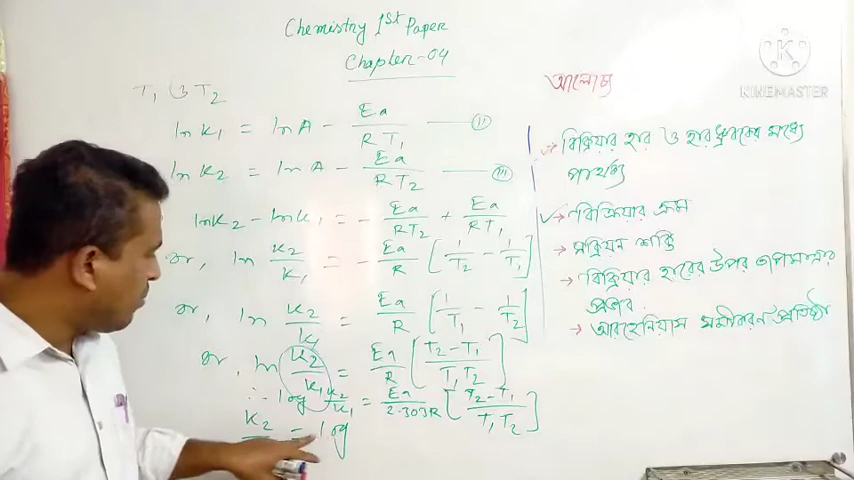 Chemistry 1st Paper
Chapter-04
T₁ ও T₂
ln k₁ = ln A - Ea/RT₁ — (ii)
ln k₂ = ln A - Ea/RT₂ — (iii)
ln k₂ - ln k₁ = - Ea/RT₂ + Ea/RT₁
or, ln k₂/k₁ = - Ea/R [1/T₂ - 1/T₁]
or, ln k₂/k₁ = Ea/R [1/T₁ - 1/T₂]
or, ln k₂/k₁ = Ea/R [T₂-T₁/T₁T₂]
∴ log k₂/k₁ = Ea/2.303R [T₂-T₁/T₁T₂]
k₂ = log
আলোচ্য
→ বিক্রিয়ার হার ও হার ধ্রুবকের মধ্যে
পার্থক্য
✓→ বিক্রিয়ার ক্রম
→ সক্রিয়ন শক্তি
→ বিক্রিয়ার হারের উপর তাপমাত্রার
প্রভাব.
→ আরহেনিয়াস সমীকরণ প্রতিষ্ঠা
KINEMASTER